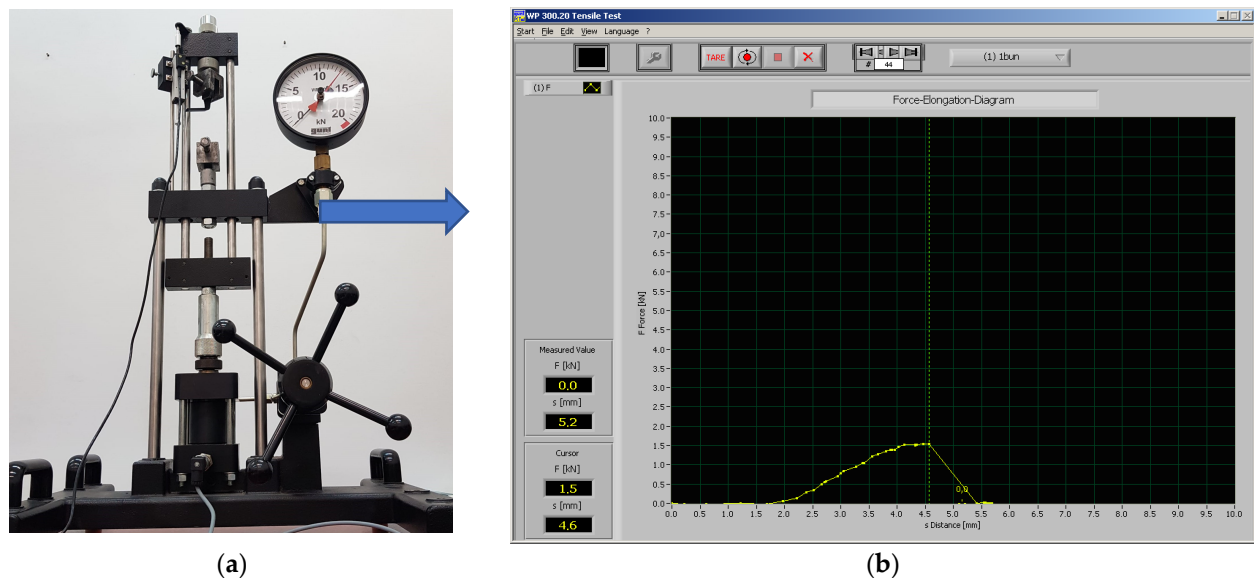 10
5
15
0
20
kN
gunt
WP 300.20 Tensile Test
Start File Edit View Language ?
TARE
# 44
(1) 1bun
(1) F
Force-Elongation-Diagram
10.0
9.5
9.0
8.5
8.0
7.5
7,0
6.5
6.0
5.5
5.0
4.5
4.0
3.5
3.0
2.5
2.0
1.5
1.0
0.5
0.0
F Force [kN]
0.0 0.5 1.0 1.5 2.0 2.5 3.0 3.5 4.0 4.5 5.0 5.5 6.0 6.5 7.0 7.5 8.0 8.5 9.0 9.5 10.0
s Distance [mm]
0,0
Measured Value
F [kN]
0.0
s [mm]
5.2
Cursor
F [kN]
1.5
s [mm]
4.6
(a)
(b)